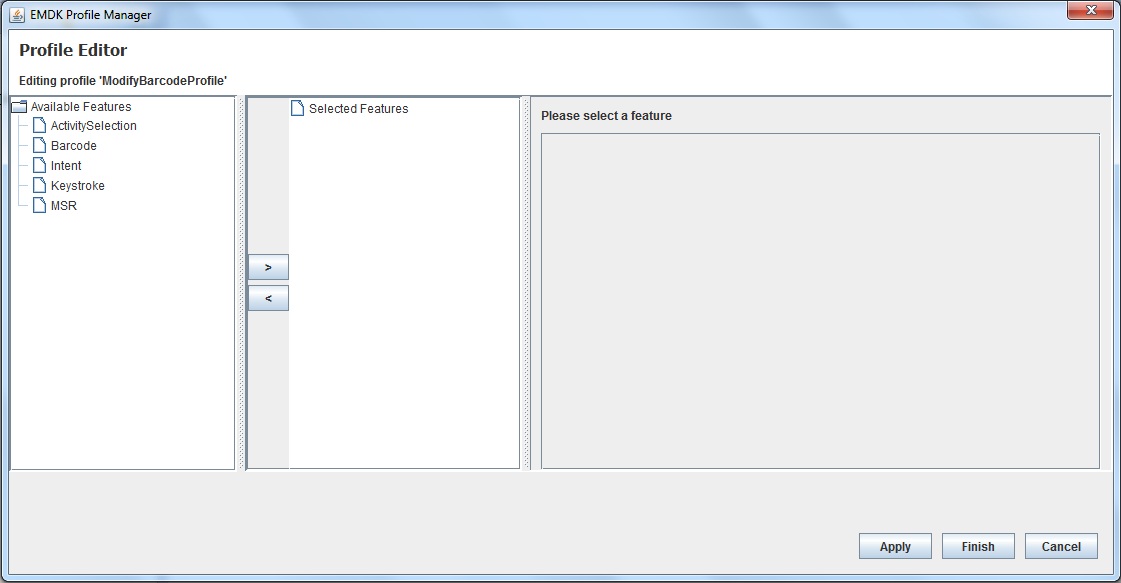 EMDK Profile Manager
Profile Editor
Editing profile 'ModifyBarcodeProfile'
Available Features
ActivitySelection
Barcode
Intent
Keystroke
MSR
>
<
Selected Features
Please select a feature
Apply
Finish
Cancel